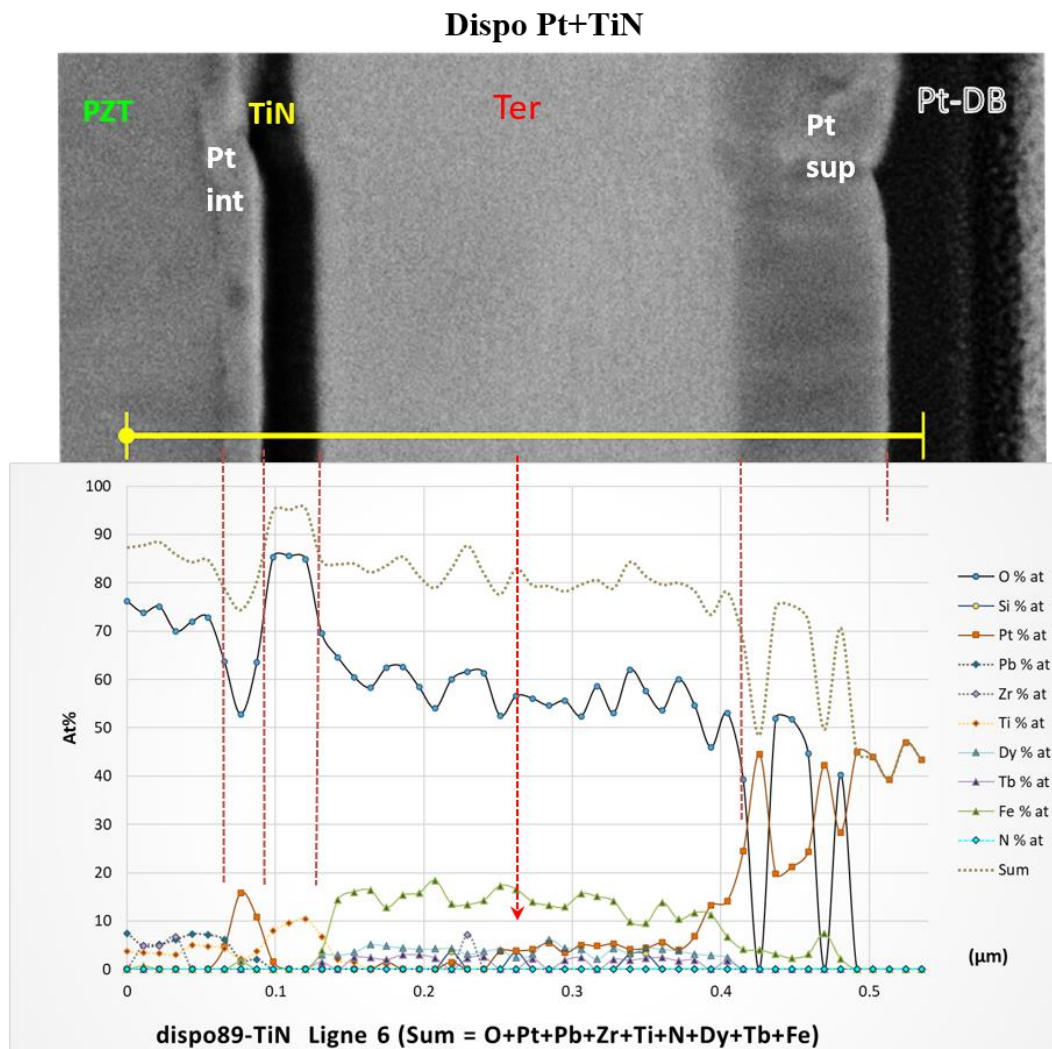 Dispo Pt+TiN
PZT
Pt
int
TiN
Ter
Pt
sup
Pt-DB
At%
100
90
80
70
60
50
40
30
20
10
0
0
0.1
0.2
0.3
0.4
0.5
(µm)
O % at
Si % at
Pt % at
Pb % at
Zr % at
Ti % at
Dy % at
Tb % at
Fe % at
N % at
Sum
dispo89-TiN Ligne 6 (Sum = O+Pt+Pb+Zr+Ti+N+Dy+Tb+Fe)